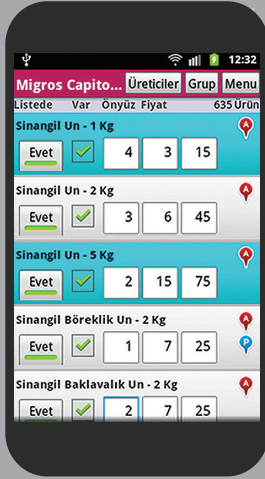 12:32
Migros Capito... Üreticiler Grup Menu
Listede Var Önyüz Fiyat 635 Ürün
Sinangil Un - 1 Kg
A
Evet 4 3 15
Sinangil Un - 2 Kg
A
Evet 3 6 45
Sinangil Un - 5 Kg
A
Evet 2 15 75
Sinangil Böreklik Un - 2 Kg
A
Evet 1 7 25
P
Sinangil Baklavalık Un - 2 Kg
A
Evet 2 7 25